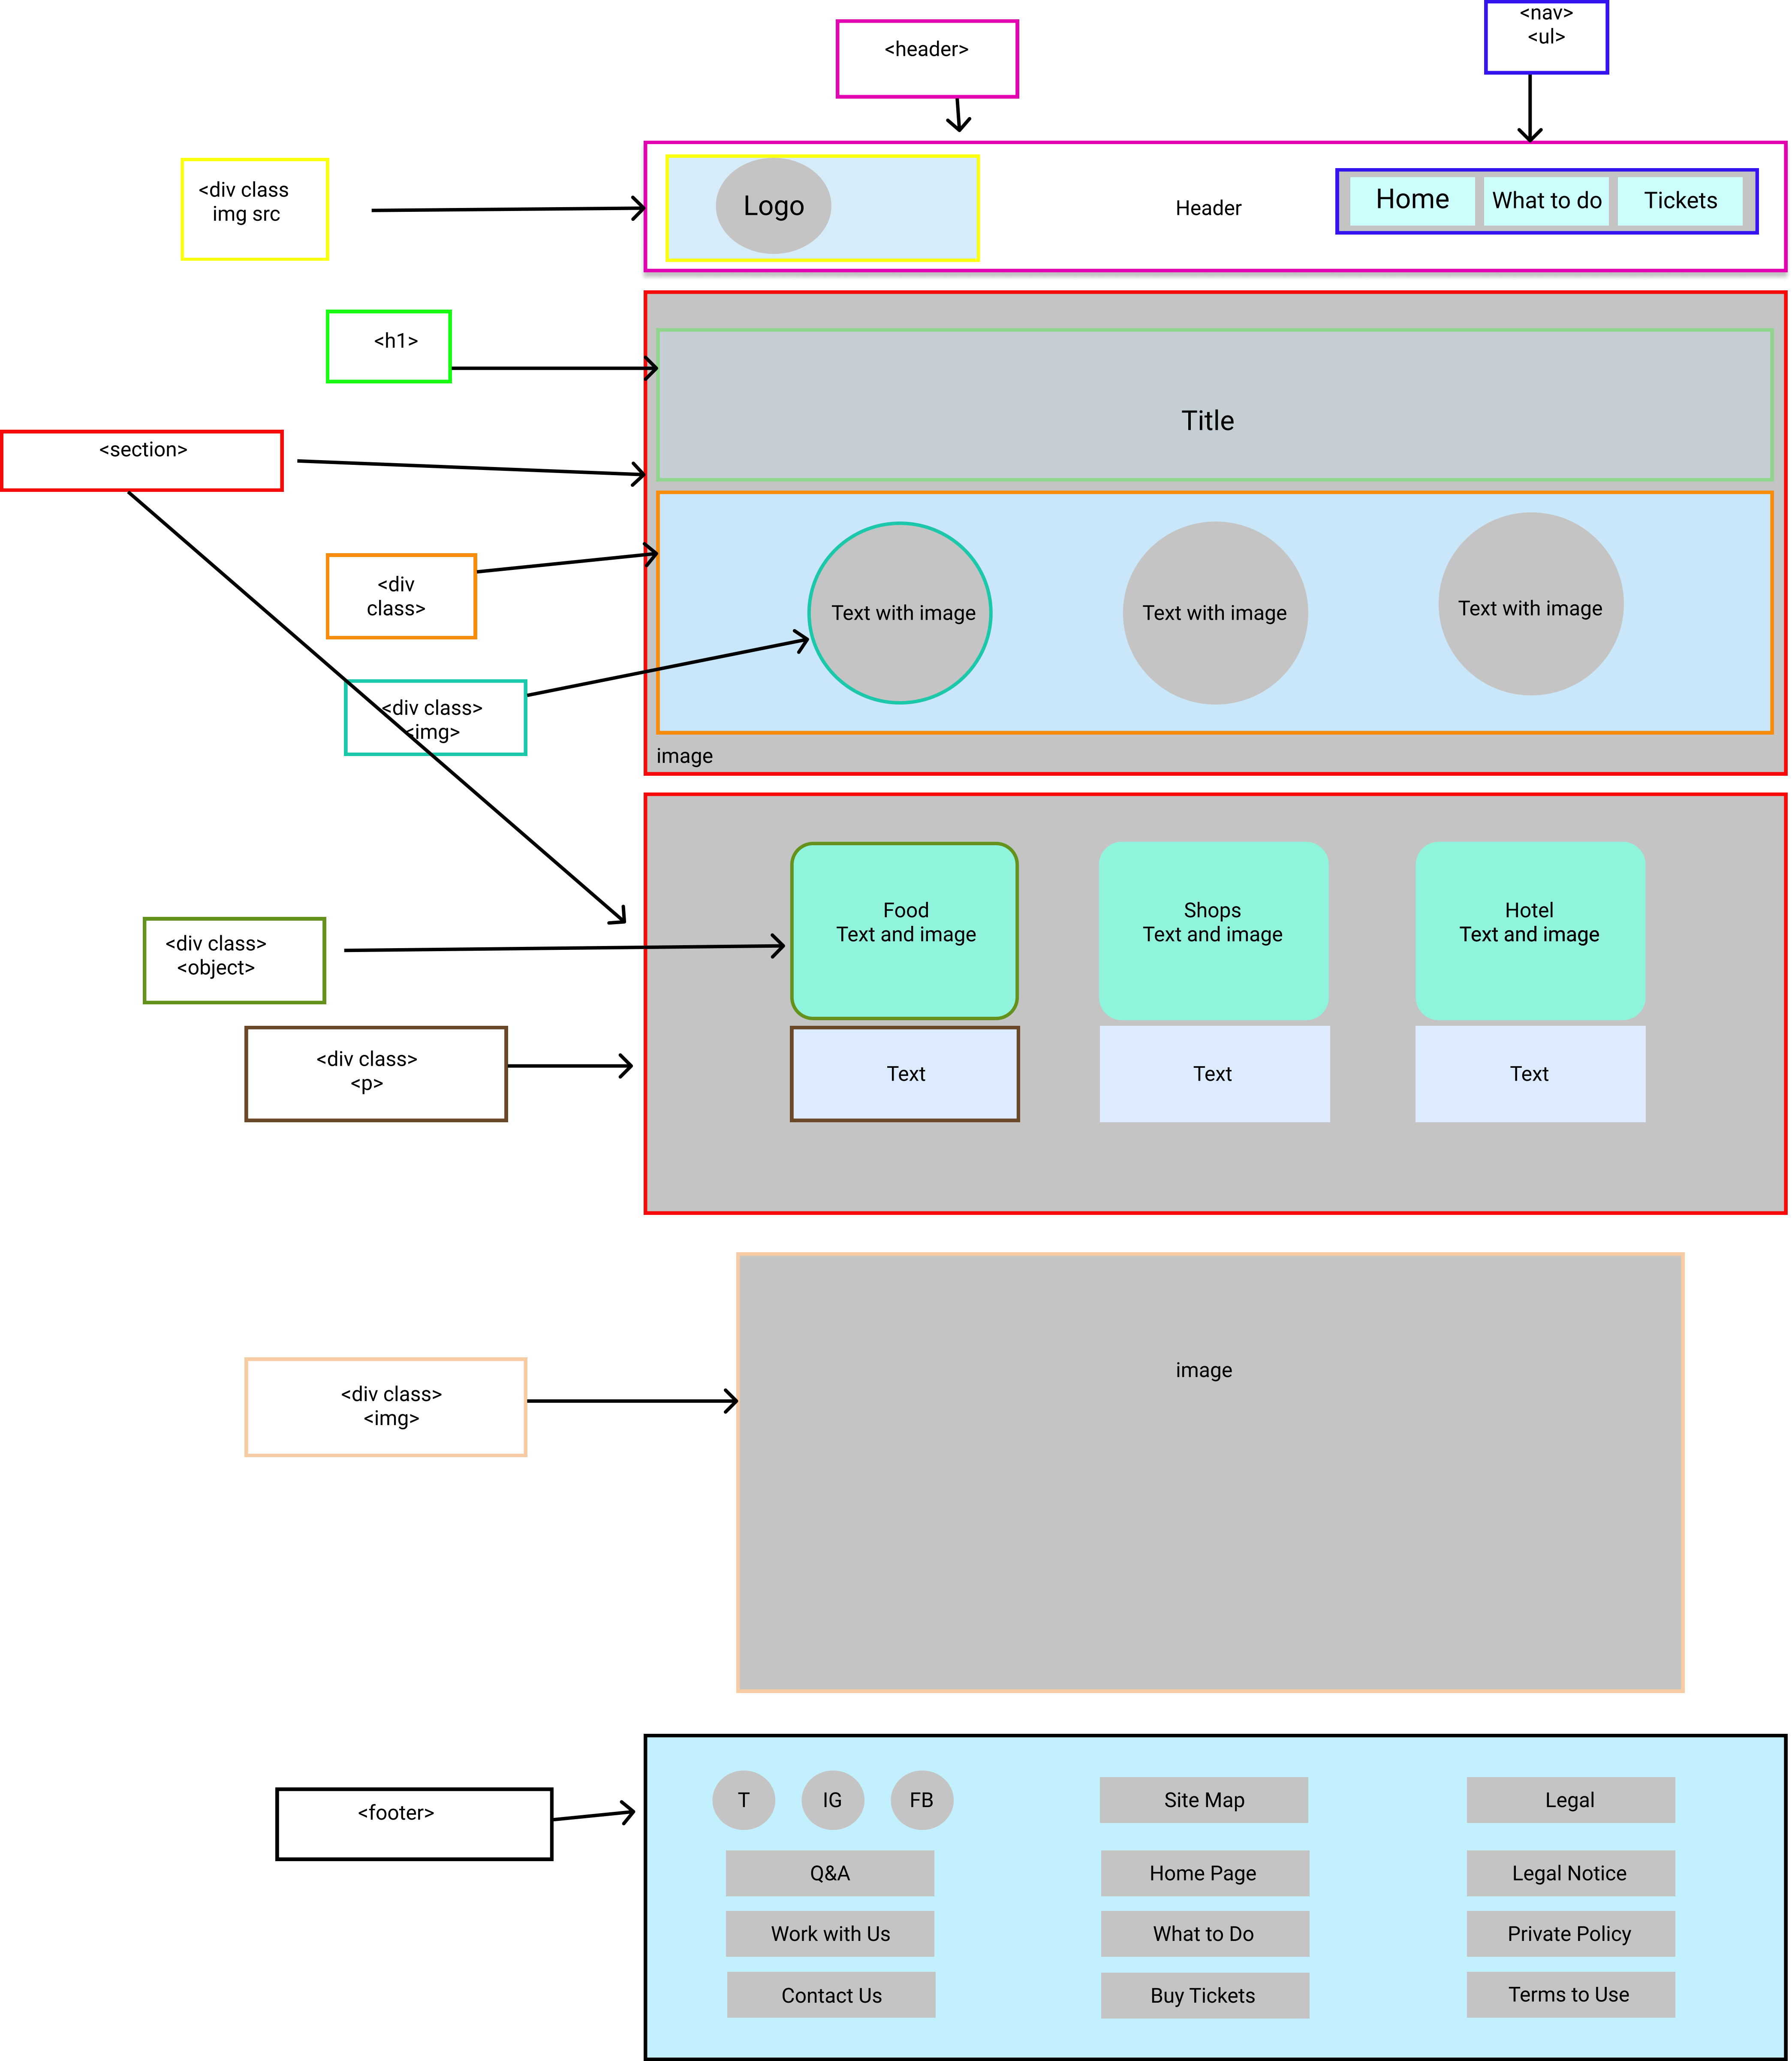 <header>
<nav>
<ul>
<div class
img src
Logo
Header
Home
What to do
Tickets
<h1>
Title
<section>
<div
class>
Text with image
Text with image
Text with image
<div class>
<img>
image
Food
Text and image
Shops
Text and image
Hotel
Text and image
<div class>
<object>
<div class>
<p>
Text
Text
Text
image
<div class>
<img>
<footer>
T
IG
FB
Site Map
Legal
Q&A
Home Page
Legal Notice
Work with Us
What to Do
Private Policy
Contact Us
Buy Tickets
Terms to Use